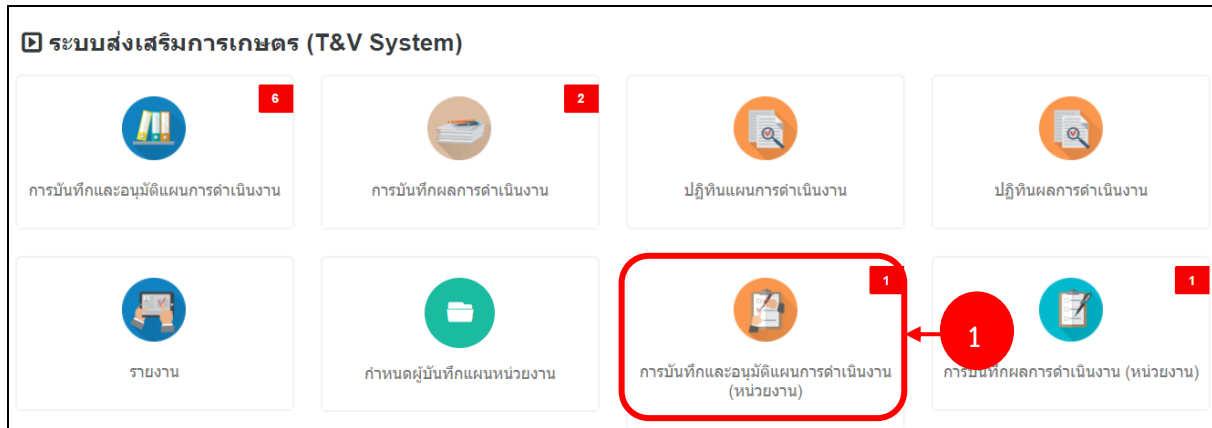 ระบบส่งเสริมการเกษตร (T&V System)
6
2
การบันทึกและอนุมัติแผนการดำเนินงาน
การบันทึกผลการดำเนินงาน
ปฏิทินแผนการดำเนินงาน
ปฏิทินผลการดำเนินงาน
1
1
1
รายงาน
กำหนดผู้บันทึกแผนหน่วยงาน
การบันทึกและอนุมัติแผนการดำเนินงาน
(หน่วยงาน)
การบันทึกผลการดำเนินงาน (หน่วยงาน)